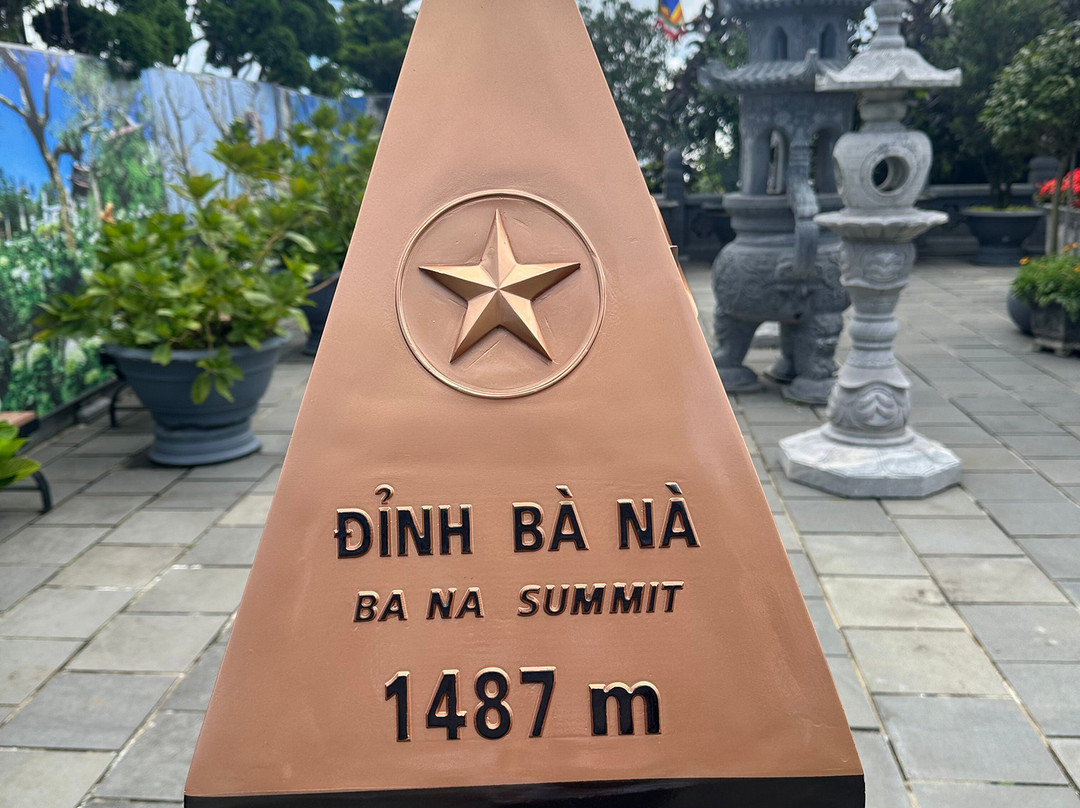 ĐỈNH BÀ NÀ
BA NA SUMMIT
1487 m